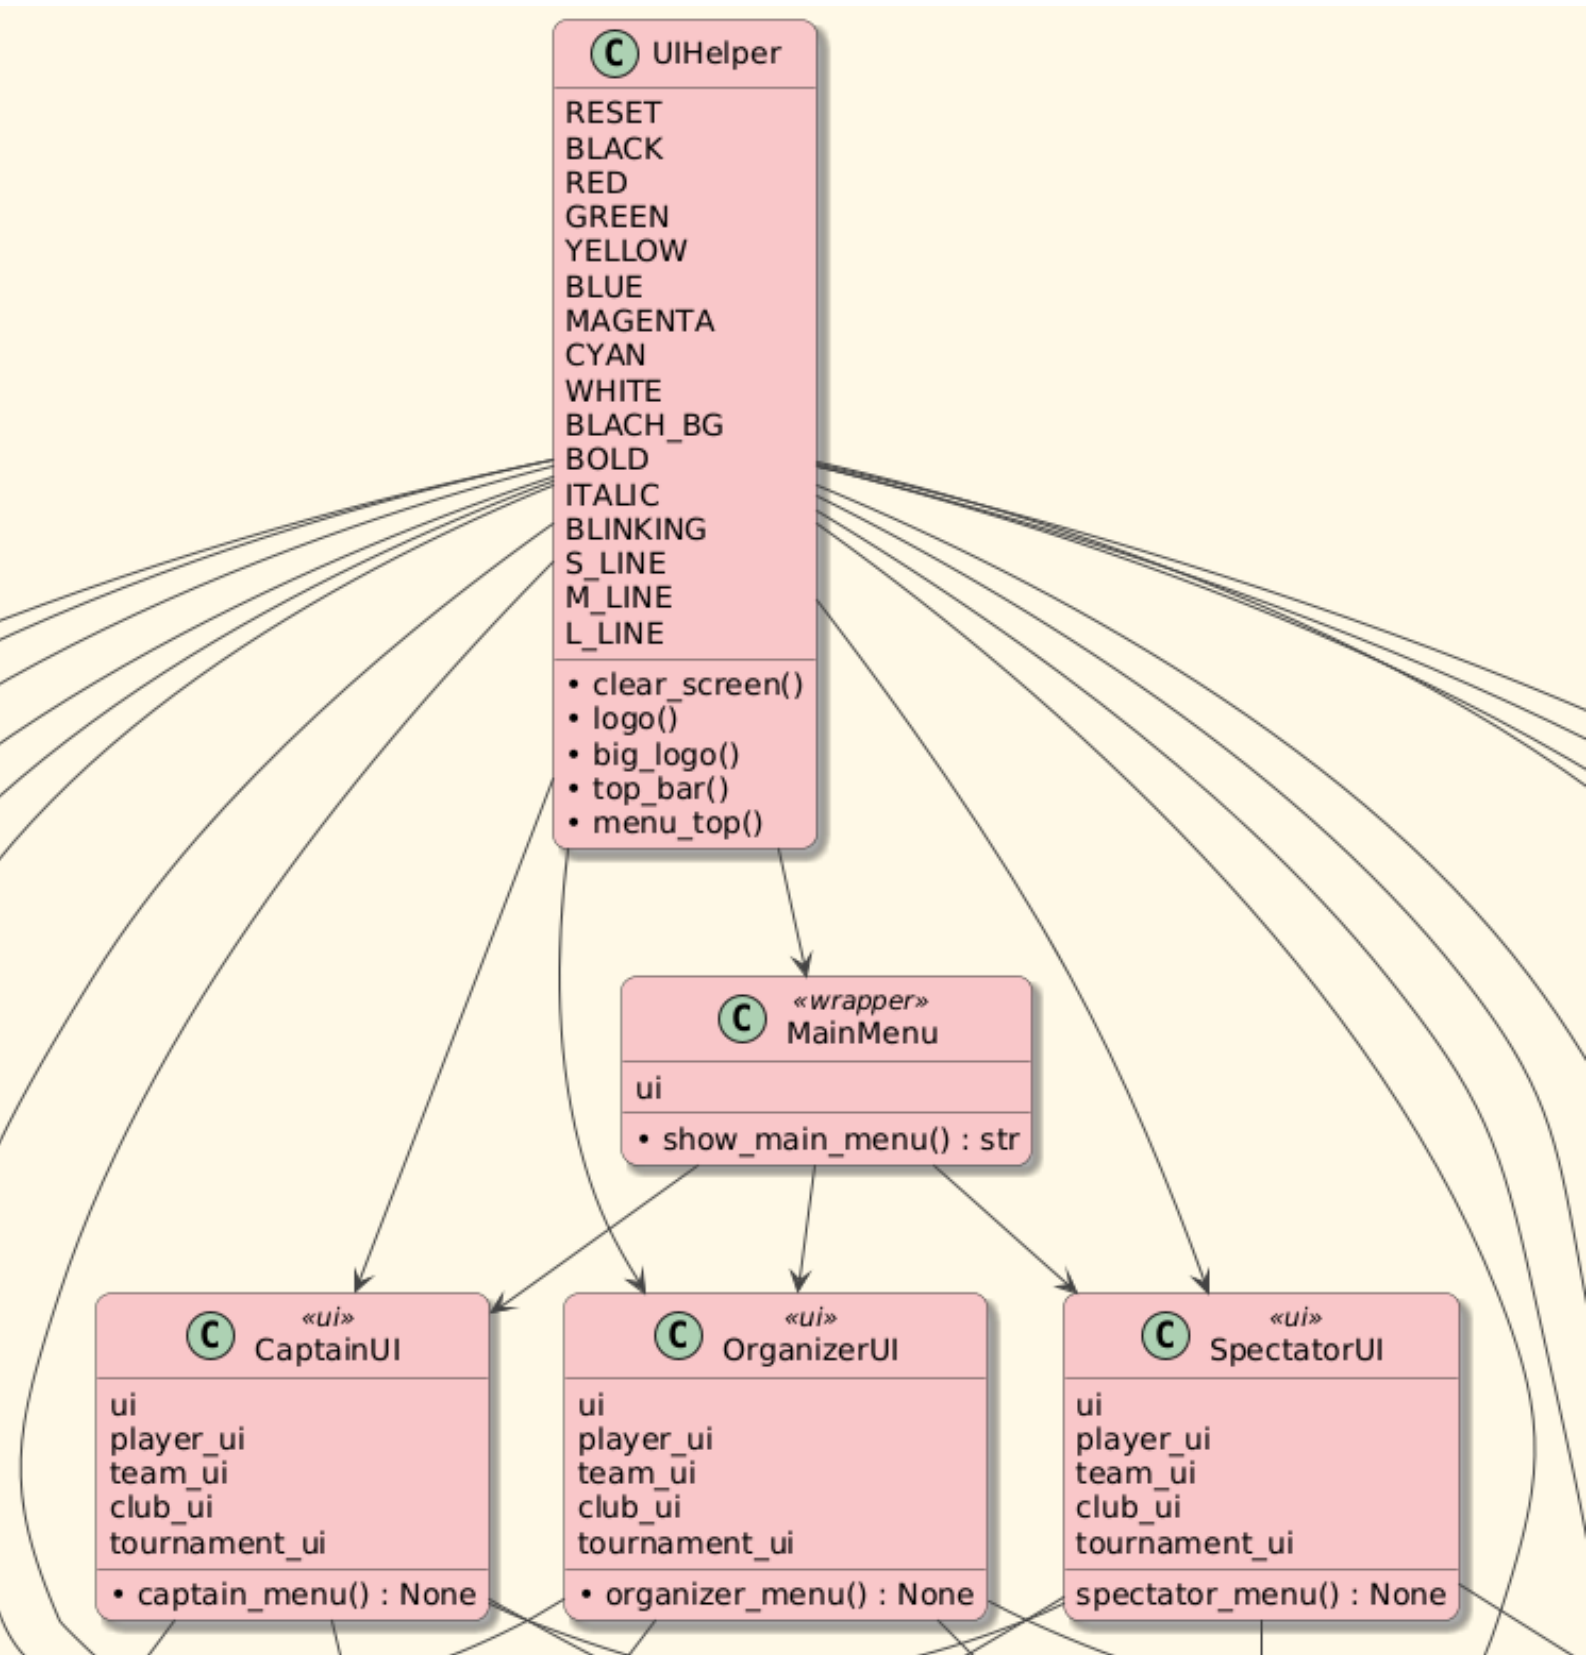 C UIHelper
RESET
BLACK
RED
GREEN
YELLOW
BLUE
MAGENTA
CYAN
WHITE
BLACH_BG
BOLD
ITALIC
BLINKING
S_LINE
M_LINE
L_LINE
• clear_screen()
• logo()
• big_logo()
• top_bar()
• menu_top()
«wrapper»
C MainMenu
ui
• show_main_menu() : str
«ui»
C CaptainUI
ui
player_ui
team_ui
club_ui
tournament_ui
• captain_menu() : None
«ui»
C OrganizerUI
ui
player_ui
team_ui
club_ui
tournament_ui
• organizer_menu() : None
«ui»
C SpectatorUI
ui
player_ui
team_ui
club_ui
tournament_ui
spectator_menu() : None